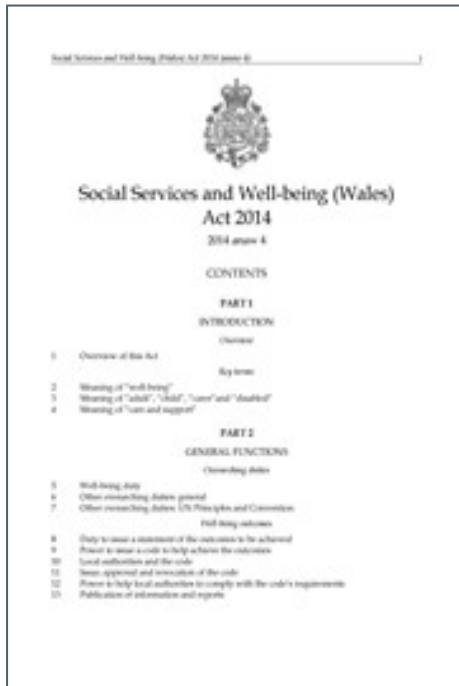 Social Services and Well-being (Wales) Act 2014 (anaw 4) 1
Social Services and Well-being (Wales)
Act 2014
2014 anaw 4
CONTENTS
PART 1
INTRODUCTION
Overview
1 Overview of this Act
Key terms
2 Meaning of "well-being"
3 Meaning of "adult", "child", "carer" and "disabled"
4 Meaning of "care and support"
PART 2
GENERAL FUNCTIONS
Overarching duties
5 Well-being duty
6 Other overarching duties: general
7 Other overarching duties: UN Principles and Convention
Well-being outcomes
8 Duty to issue a statement of the outcomes to be achieved
9 Power to issue a code to help achieve the outcomes
10 Local authorities and the code
11 Issue, approval and revocation of the code
12 Power to help local authorities to comply with the code's requirements
13 Publication of information and reports